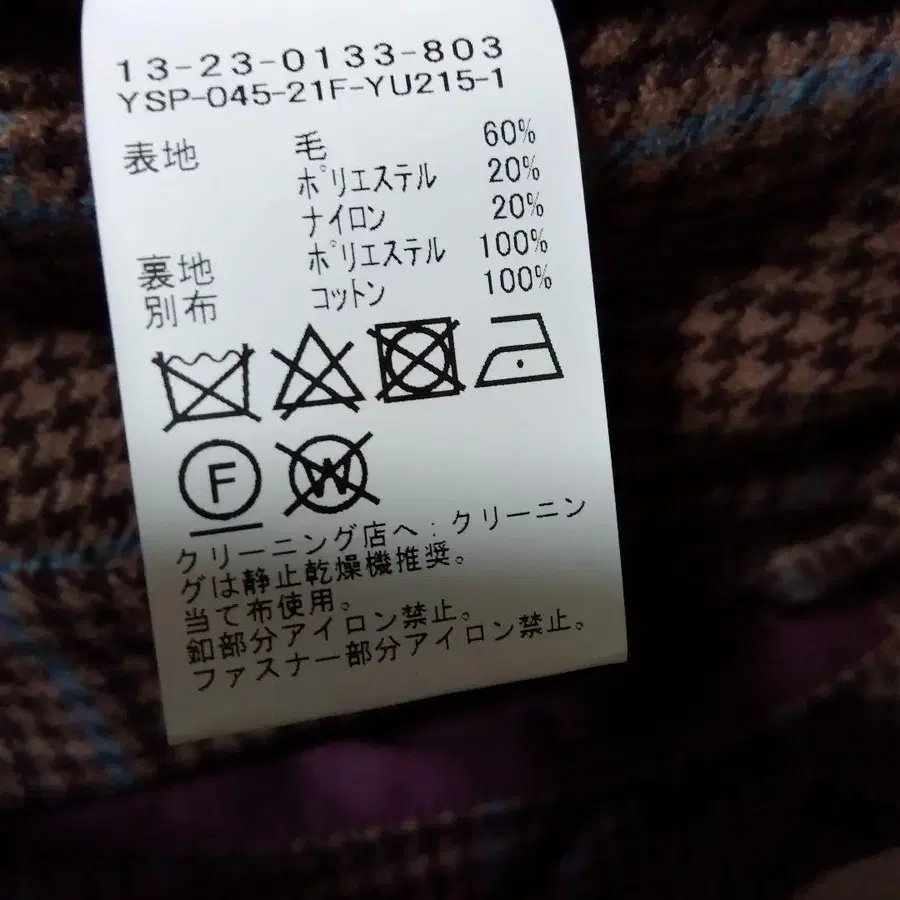 13-23-0133-803
YSP-045-21F-YU215-1
表地 毛 60%
ポリエステル 20%
ナイロン 20%
裏地 ポリエステル 100%
別布 コットン 100%
F W
クリーニング店へ:クリーニン
グは静止乾燥機推奨。
当て布使用。
釦部分アイロン禁止。
ファスナー部分アイロン禁止。